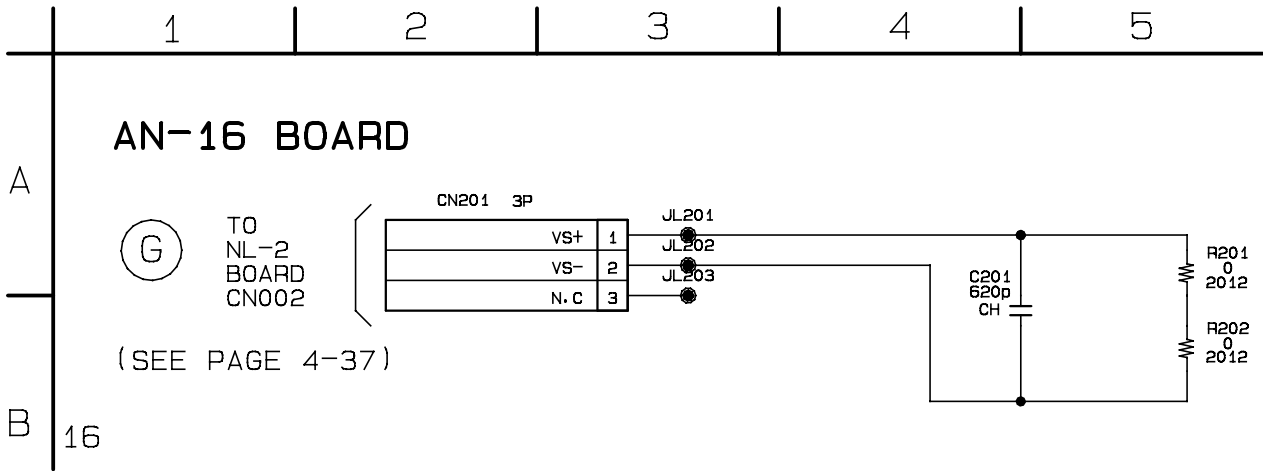 1 2 3 4 5
A
AN-16 BOARD
CN201 3P
G
TO
NL-2
BOARD
CN002
VS+ 1
VS- 2
N.C 3
JL201
JL202
JL203
C201
620p
CH
R201
0
2012
R202
0
2012
(SEE PAGE 4-37)
B
16